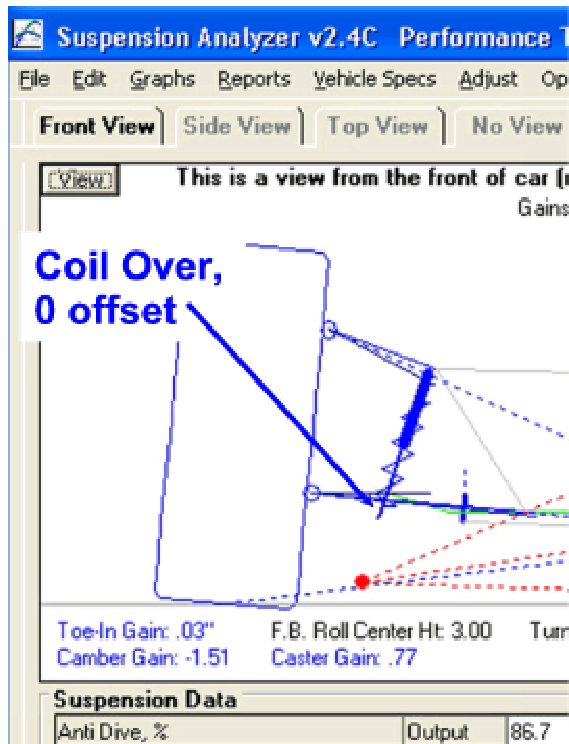 Suspension Analyzer v2.4C Performance
File Edit Graphs Reports Vehicle Specs Adjust
Front View Side View Top View No View
View This is a view from the front of car
Gains
Coil Over,
0 offset
Toe-In Gain: .03" F.B. Roll Center Ht: 3.00 Turn
Camber Gain: -1.51 Caster Gain: .77
Suspension Data
Anti Dive, % Output 86.7